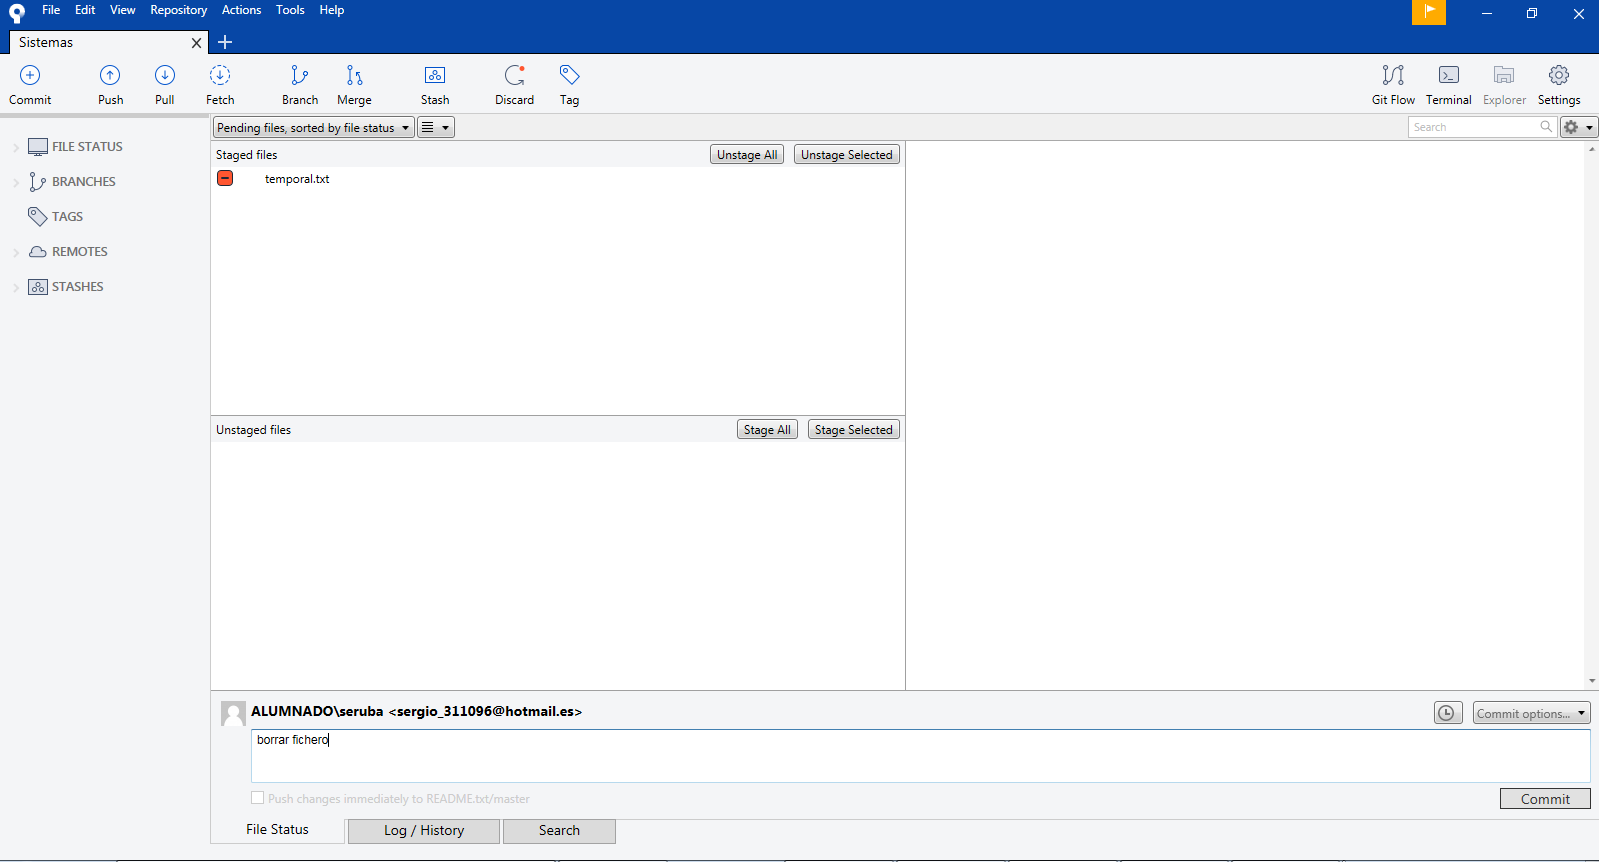 File Edit View Repository Actions Tools Help
Sistemas
Commit Push Pull Fetch Branch Merge Stash Discard Tag Git Flow Terminal Explorer Settings
Pending files, sorted by file status
Search
FILE STATUS
BRANCHES
TAGS
REMOTES
STASHES
Staged files Unstage All Unstage Selected
temporal.txt
Unstaged files Stage All Stage Selected
ALUMNADO\seruba <sergio_311096@hotmail.es>
Commit options...
borrar fichero
Push changes immediately to README.txt/master
Commit
File Status Log / History Search